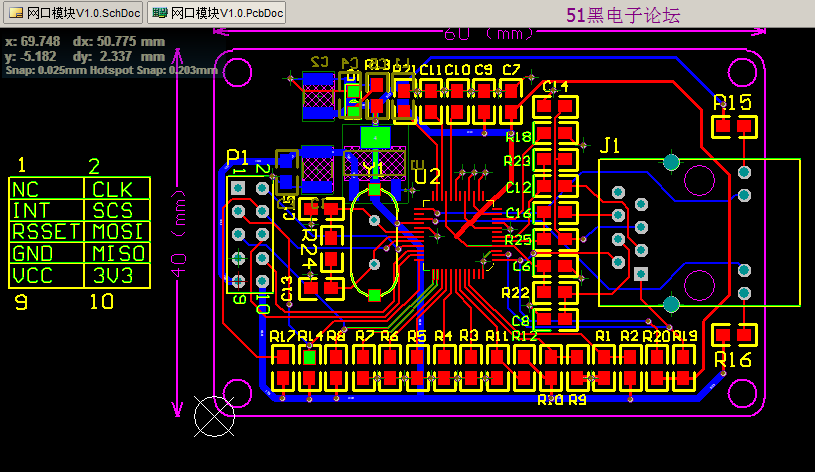 网口模块V1.0.SchDoc 网口模块V1.0.PcbDoc
51黑电子论坛
x: 69.748 dx: 50.775 mm
y: -5.182 dy: 2.337 mm
Snap: 0.025mm Hotspot Snap: 0.203mm
60 (mm)
40 (mm)
1 2
NC CLK
INT SCS
RSSET MOSI
GND MISO
VCC 3V3
9 10
P1
1 2
9 10
C2 C4 R13 C11 C10 C9 C7
C14
R15
R18
J1
R23
Y1
U2
C12
C15
C16
R24
R25
C6
C13
R22
C8
R17 R14 R8 R7 R6 R5 R4 R3 R11 R12 R1 R2 R20 R19
R16
R10 R9